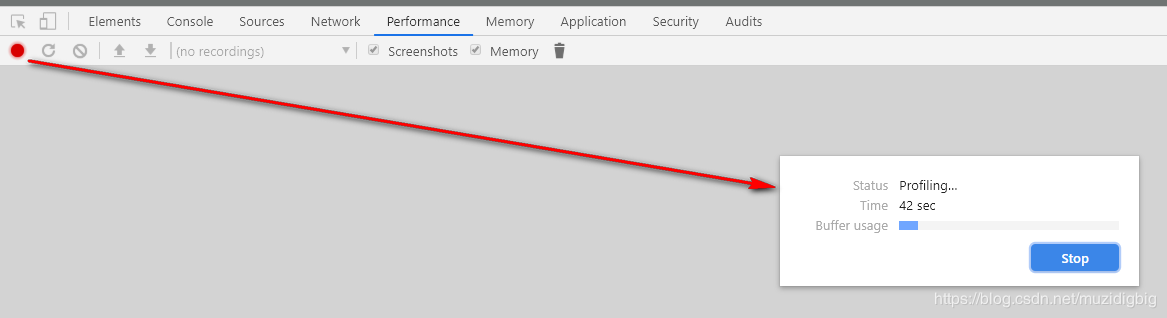 Elements Console Sources Network Performance Memory Application Security Audits
(no recordings) Screenshots Memory
Status Profiling...
Time 42 sec
Buffer usage
Stop
https://blog.csdn.net/muzidigbig